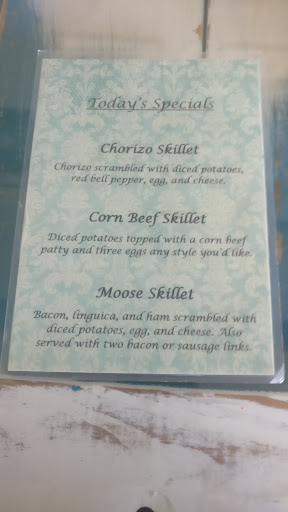 Today's Specials
Chorizo Skillet
Chorizo scrambled with diced potatoes,
red bell pepper, egg, and cheese.
Corn Beef Skillet
Diced potatoes topped with a corn beef
patty and three eggs any style you'd like.
Moose Skillet
Bacon, linguica, and ham scrambled with
diced potatoes, egg, and cheese. Also
served with two bacon or sausage links.